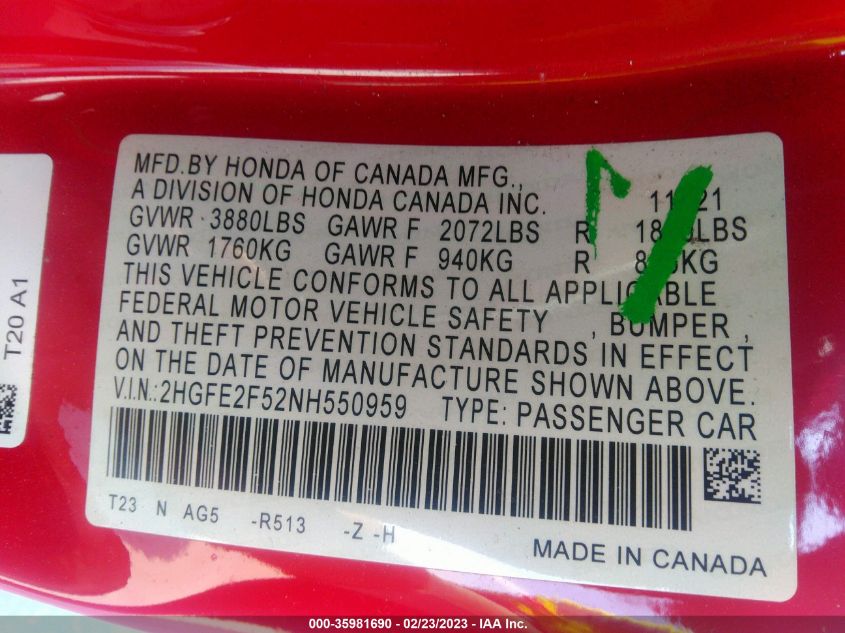 MFD.BY HONDA OF CANADA MFG.,
A DIVISION OF HONDA CANADA INC.
GVWR 3880LBS GAWR F 2072LBS R
GVWR 1760KG GAWR F 940KG R
THIS VEHICLE CONFORMS TO ALL APPLICABLE
FEDERAL MOTOR VEHICLE SAFETY , BUMPER ,
AND THEFT PREVENTION STANDARDS IN EFFECT
ON THE DATE OF MANUFACTURE SHOWN ABOVE.
V.I.N.:2HGFE2F52NH550959 TYPE: PASSENGER CAR
T23 N AG5 -R513 -Z -H
MADE IN CANADA
T20 A1
000-35981690 - 02/23/2023 - IAA Inc.